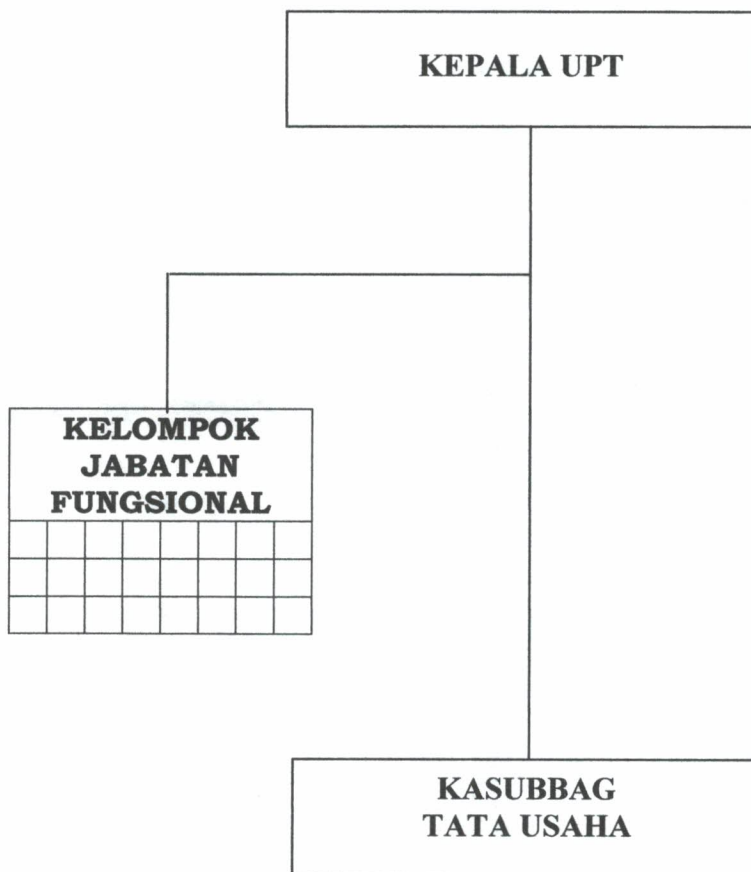 KEPALA UPT
KELOMPOK
JABATAN
FUNGSIONAL
KASUBBAG
TATA USAHA